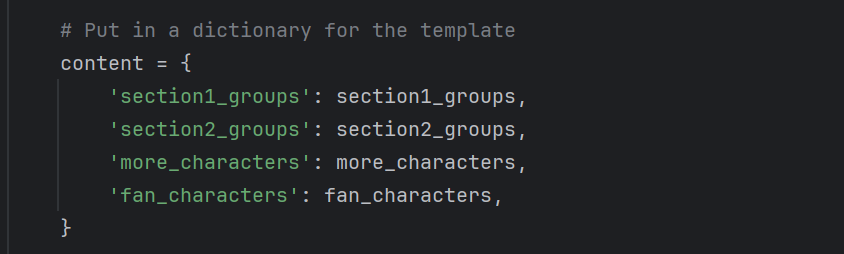 # Put in a dictionary for the template
content = {
    'section1_groups': section1_groups,
    'section2_groups': section2_groups,
    'more_characters': more_characters,
    'fan_characters': fan_characters,
}